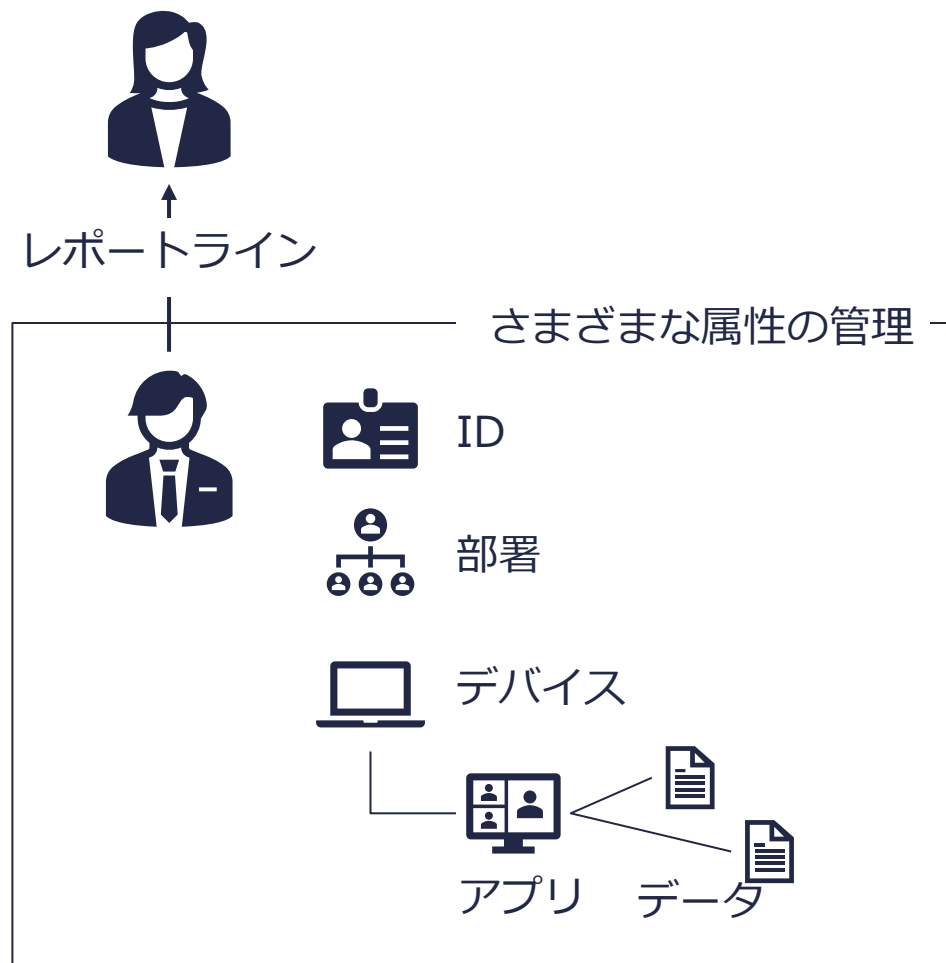 レポートライン
さまざまな属性の管理
ID
部署
デバイス
アプリ
データ